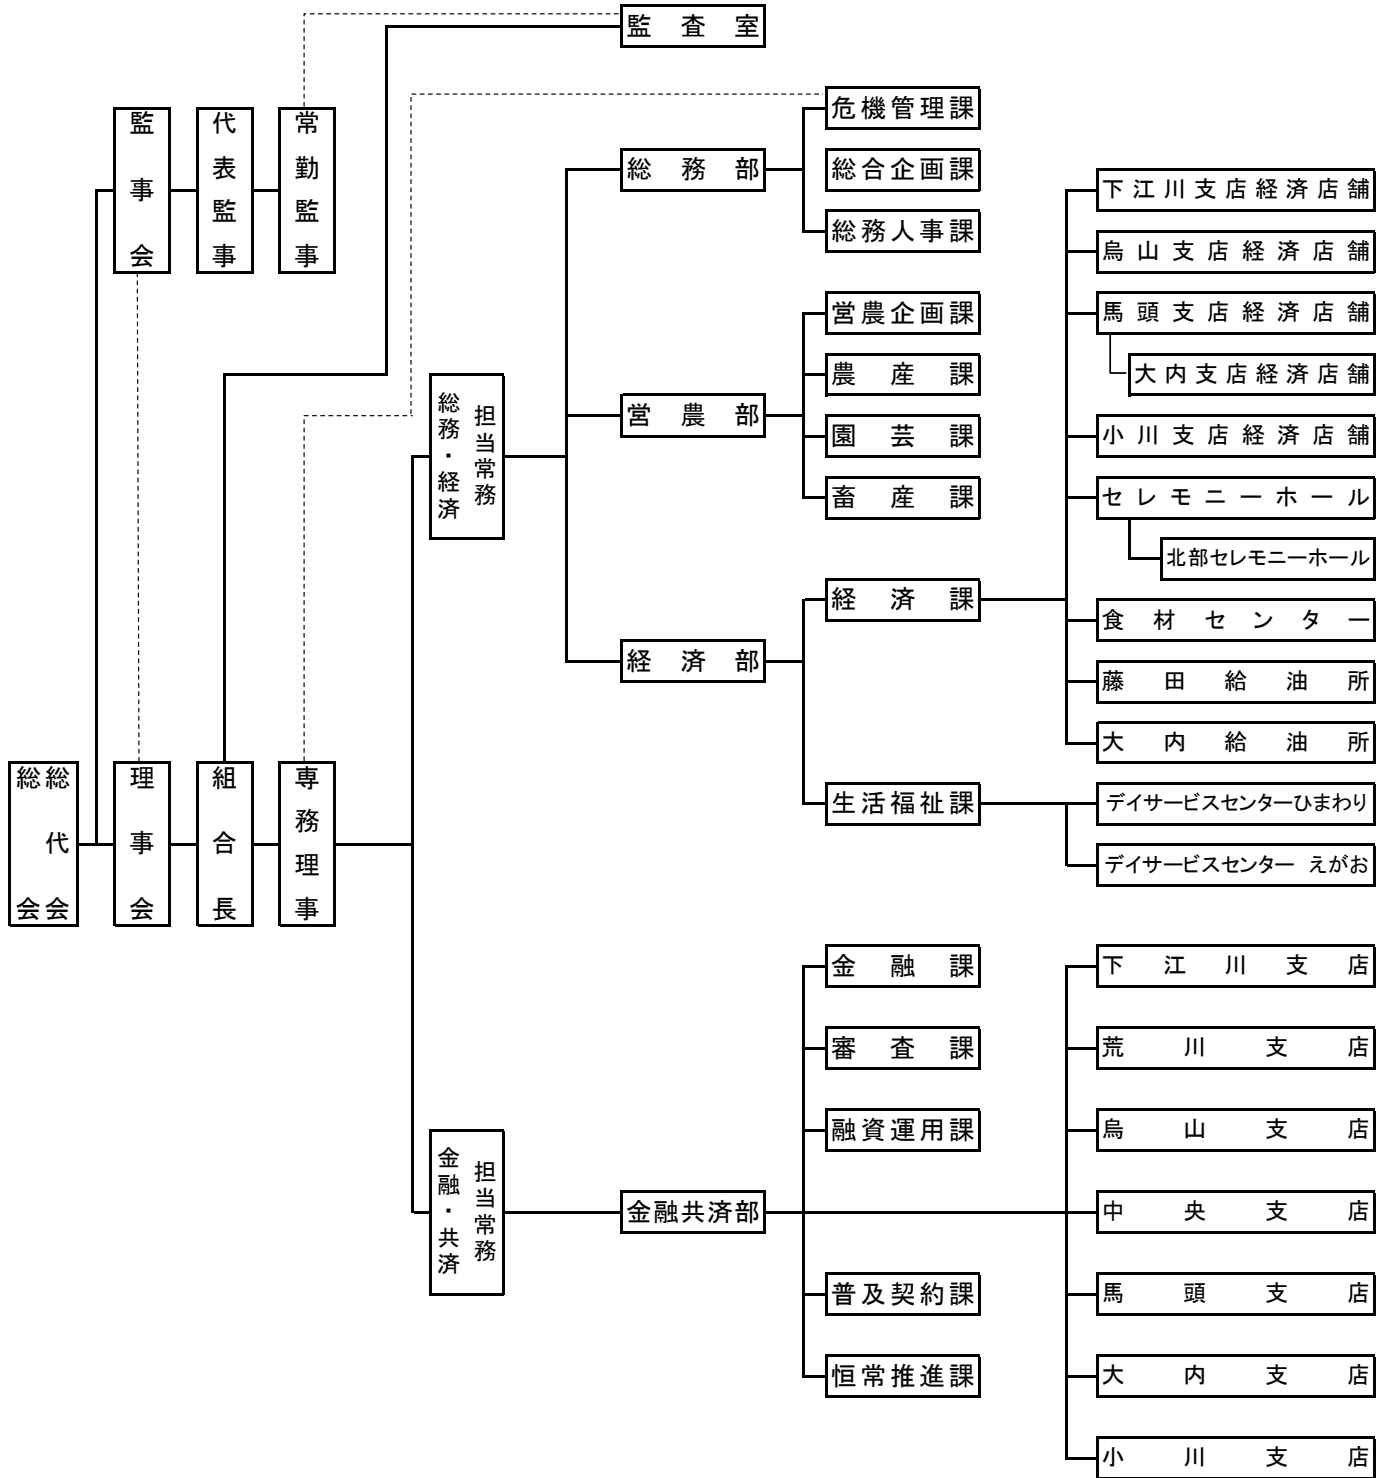 監査室
監事会
代表監事
常勤監事
総会
総代会
理事会
組合長
専務理事
総務・経済
担当常務
金融・共済
担当常務
総務部
危機管理課
総合企画課
総務人事課
営農部
営農企画課
農産課
園芸課
畜産課
経済部
経済課
下江川支店経済店舗
烏山支店経済店舗
馬頭支店経済店舗
大内支店経済店舗
小川支店経済店舗
セレモニーホール
北部セレモニーホール
食材センター
藤田給油所
大内給油所
生活福祉課
デイサービスセンターひまわり
デイサービスセンター えがお
金融共済部
金融課
審査課
融資運用課
普及契約課
恒常推進課
下江川支店
荒川支店
烏山支店
中央支店
馬頭支店
大内支店
小川支店